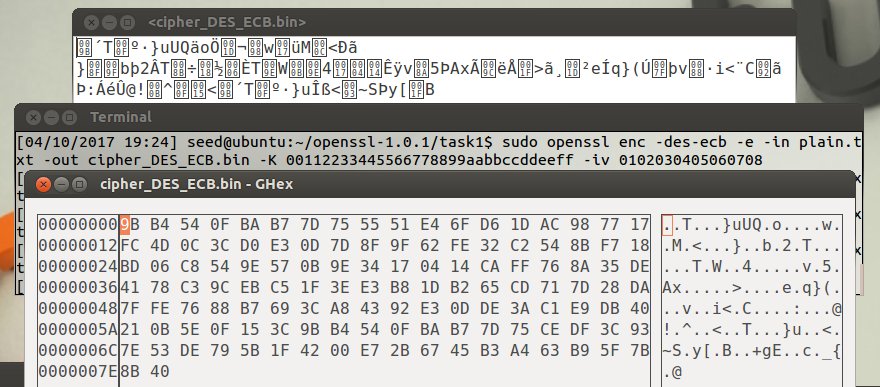 <cipher_DES_ECB.bin>
Terminal
[04/10/2017 19:24] seed@ubuntu:~/openssl-1.0.1/task1$ sudo openssl enc -des-ecb -e -in plain.t
xt -out cipher_DES_ECB.bin -K 00112233445566778899aabbccddeeff -iv 0102030405060708
cipher_DES_ECB.bin - GHex
00000000 9B B4 54 0F BA B7 7D 75 55 51 E4 6F D6 1D AC 98 77 17 ..T...}uUQ.o....w.
00000012 FC 4D 0C 3C D0 E3 0D 7D 8F 9F 62 FE 32 C2 54 8B F7 18 .M.<...}..b.2.T...
00000024 BD 06 C8 54 9E 57 0B 9E 34 17 04 14 CA FF 76 8A 35 DE ...T.W..4.....v.5.
00000036 41 78 C3 9C EB C5 1F 3E E3 B8 1D B2 65 CD 71 7D 28 DA Ax.....>....e.q}(.
00000048 7F FE 76 88 B7 69 3C A8 43 92 E3 0D DE 3A C1 E9 DB 40 ..v..i<.C....:...@
0000005A 21 0B 5E 0F 15 3C 9B B4 54 0F BA B7 7D 75 CE DF 3C 93 !.^..<..T...}u..<.
0000006C 7E 53 DE 79 5B 1F 42 00 E7 2B 67 45 B3 A4 63 B9 5F 7B ~S.y[.B..+gE..c._{
0000007E 8B 40 .@